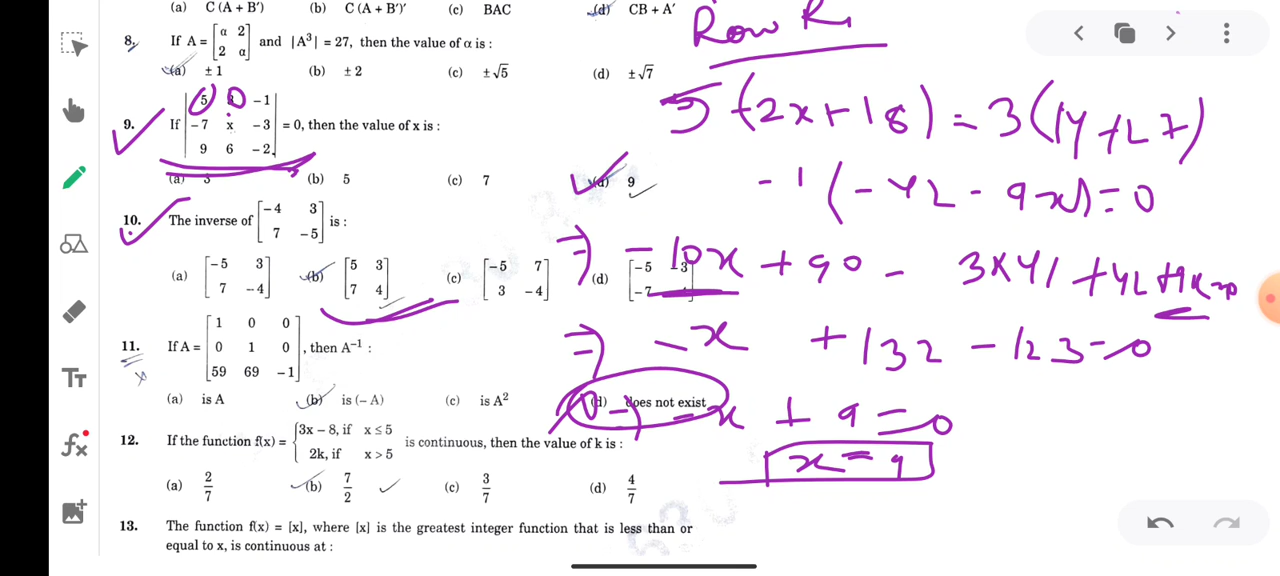 (a) C (A + B′) (b) C (A + B′)′ (c) BAC (d) CB + A′
8. If A = [α 2; 2 α] and |A³| = 27, then the value of α is :
(a) ± 1 (b) ± 2 (c) ± √5 (d) ± √7
9. If |5 3 −1; −7 x −3; 9 6 −2| = 0, then the value of x is :
(a) 3 (b) 5 (c) 7 (d) 9
10. The inverse of [−4 3; 7 −5] is :
(a) [−5 3; 7 −4] (b) [5 3; 7 4] (c) [−5 7; 3 −4] (d) [−5 −3; −7
11. If A = [1 0 0; 0 1 0; 59 69 −1], then A⁻¹ :
(a) is A (b) is (− A) (c) is A² (d) does not exist
12. If the function f(x) = {3x − 8, if x ≤ 5
2k, if x > 5 is continuous, then the value of k is :
(a) 2/7 (b) 7/2 (c) 3/7 (d) 4/7
13. The function f(x) = [x], where [x] is the greatest integer function that is less than or
equal to x, is continuous at :
Row R₁
5 (−2x + 18) − 3 (14 + 27)
− 1 (− 42 − 9x) = 0
⇒ − 10x + 90 − 3×41 + 42 + 9x =0
⇒ −x + 132 − 123 = 0
− x + 9 = 0
x = 9
Tт
fx